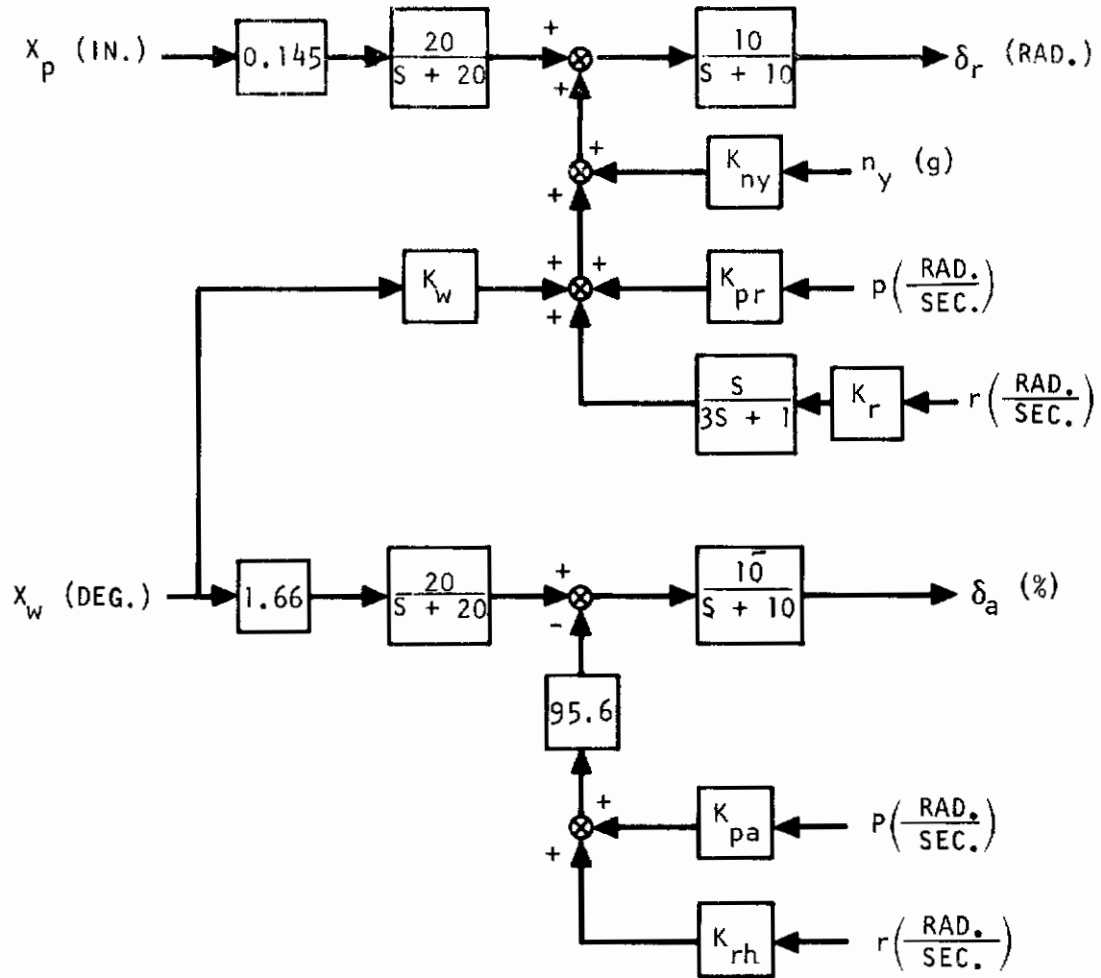 X_p (IN.) 0.145 20 / S + 20 + + 10 / S + 10 δ_r (RAD.)
+ + K_ny n_y (g)
K_w + + + K_pr p(RAD. / SEC.)
S / 3S + 1 K_r r(RAD. / SEC.)
X_w (DEG.) 1.66 20 / S + 20 + - 10 / S + 10 δ_a (%)
95.6
+ + K_pa P(RAD. / SEC.)
K_rh r(RAD. / SEC.)